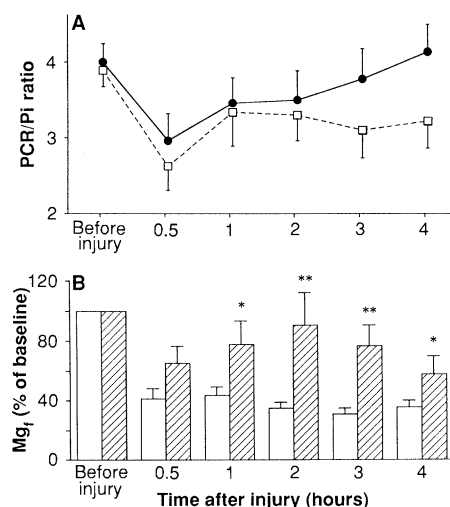 A
PCR/Pi ratio
4
3
2
Before injury 0.5 1 2 3 4
B
Mgf (% of baseline)
120
80
40
0
* ** ** *
Before injury 0.5 1 2 3 4
Time after injury (hours)